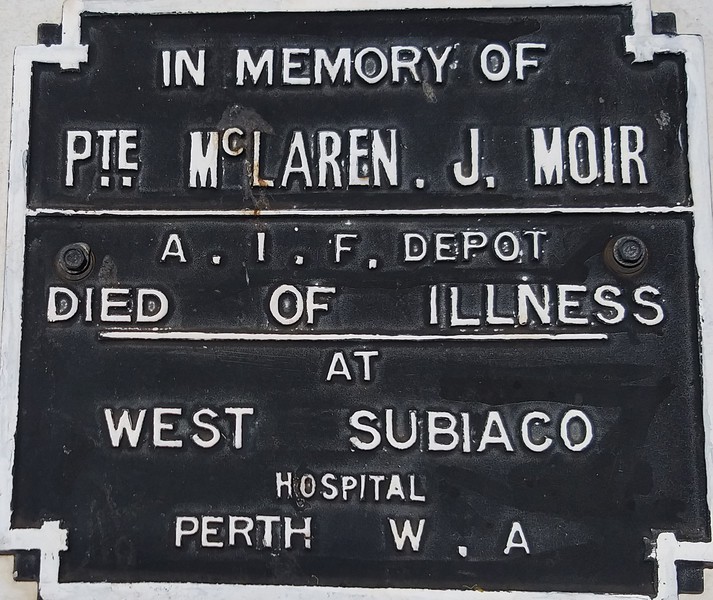 IN MEMORY OF
PTE McLAREN. J. MOIR
A. I. F. DEPOT
DIED OF ILLNESS
AT
WEST SUBIACO
HOSPITAL
PERTH W. A